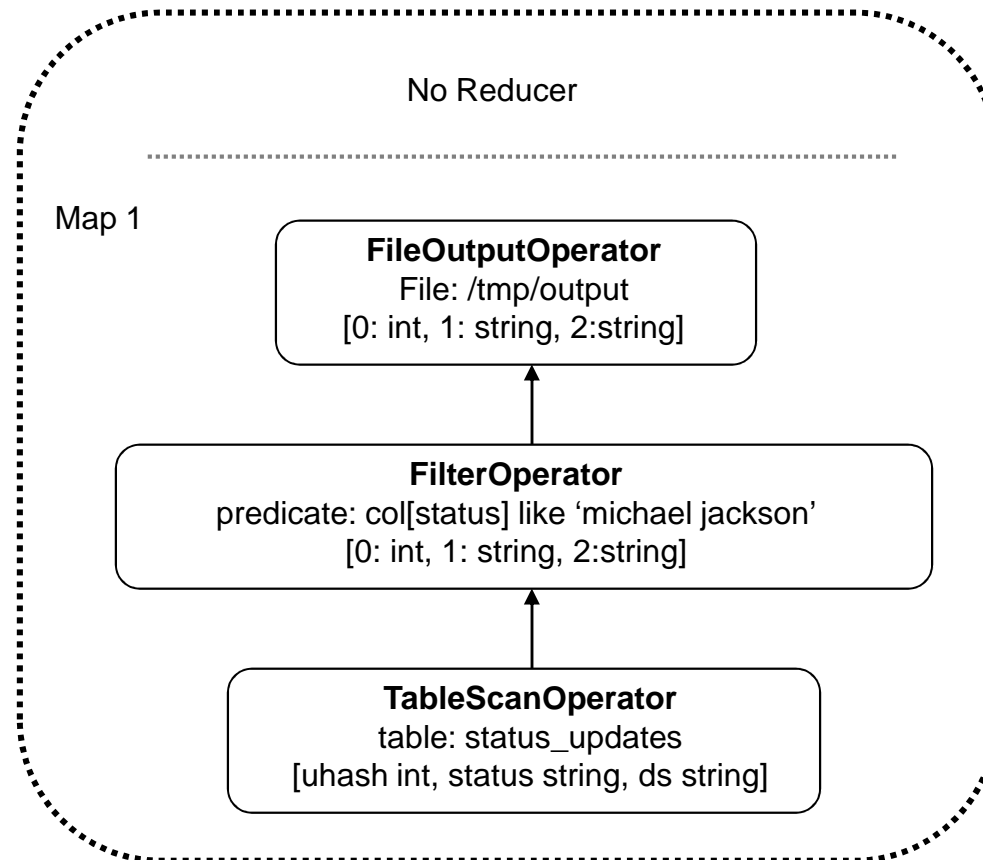 No Reducer
Map 1
FileOutputOperator
File: /tmp/output
[0: int, 1: string, 2:string]
FilterOperator
predicate: col[status] like ‘michael jackson’
[0: int, 1: string, 2:string]
TableScanOperator
table: status_updates
[uhash int, status string, ds string]